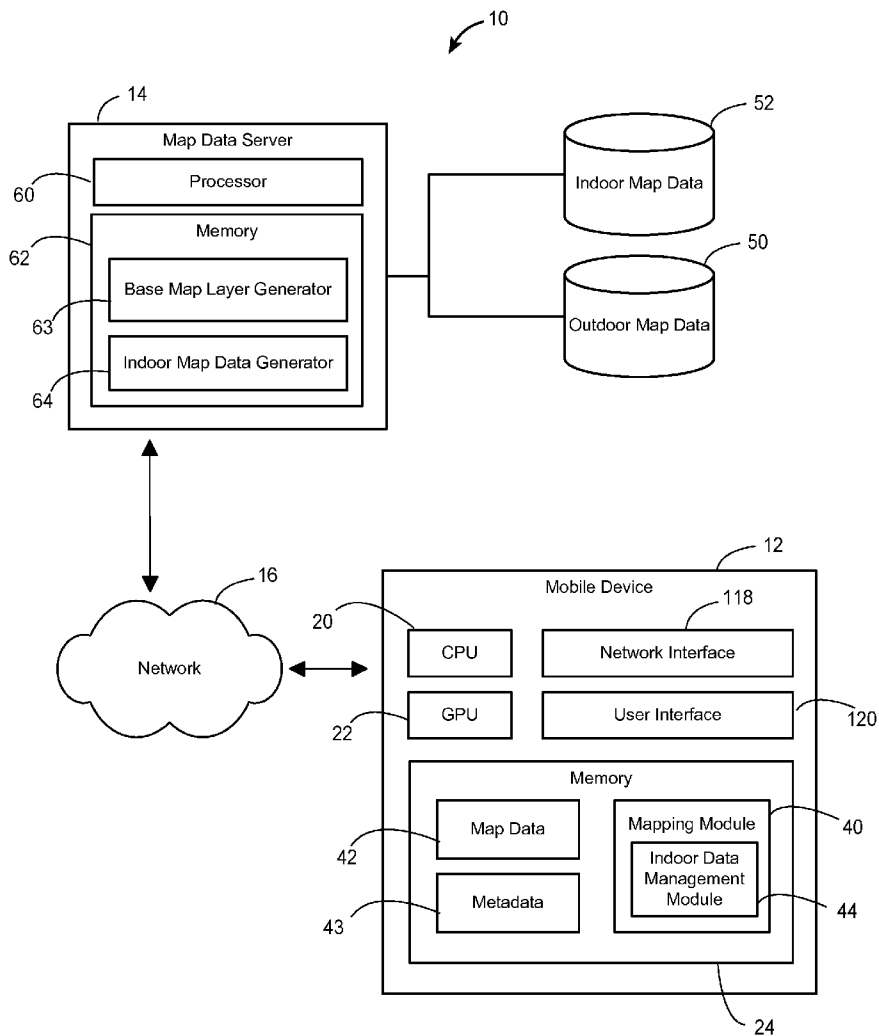 10
14
52
Map Data Server
60
Processor
Indoor Map Data
62
Memory
50
Base Map Layer Generator
63
Outdoor Map Data
Indoor Map Data Generator
64
16
12
Mobile Device
20
118
CPU
Network Interface
Network
22
GPU
User Interface
120
Memory
42
Map Data
Mapping Module
40
Indoor Data
Management
Module
43
Metadata
44
24